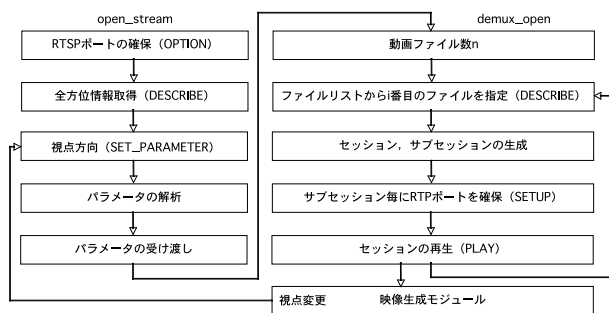 open_stream
RTSPポートの確保（OPTION）
全方位情報取得（DESCRIBE）
視点方向（SET_PARAMETER）
パラメータの解析
パラメータの受け渡し
demux_open
動画ファイル数n
ファイルリストからi番目のファイルを指定（DESCRIBE）
セッション，サブセッションの生成
サブセッション毎にRTPポートを確保（SETUP）
セッションの再生（PLAY）
視点変更　映像生成モジュール